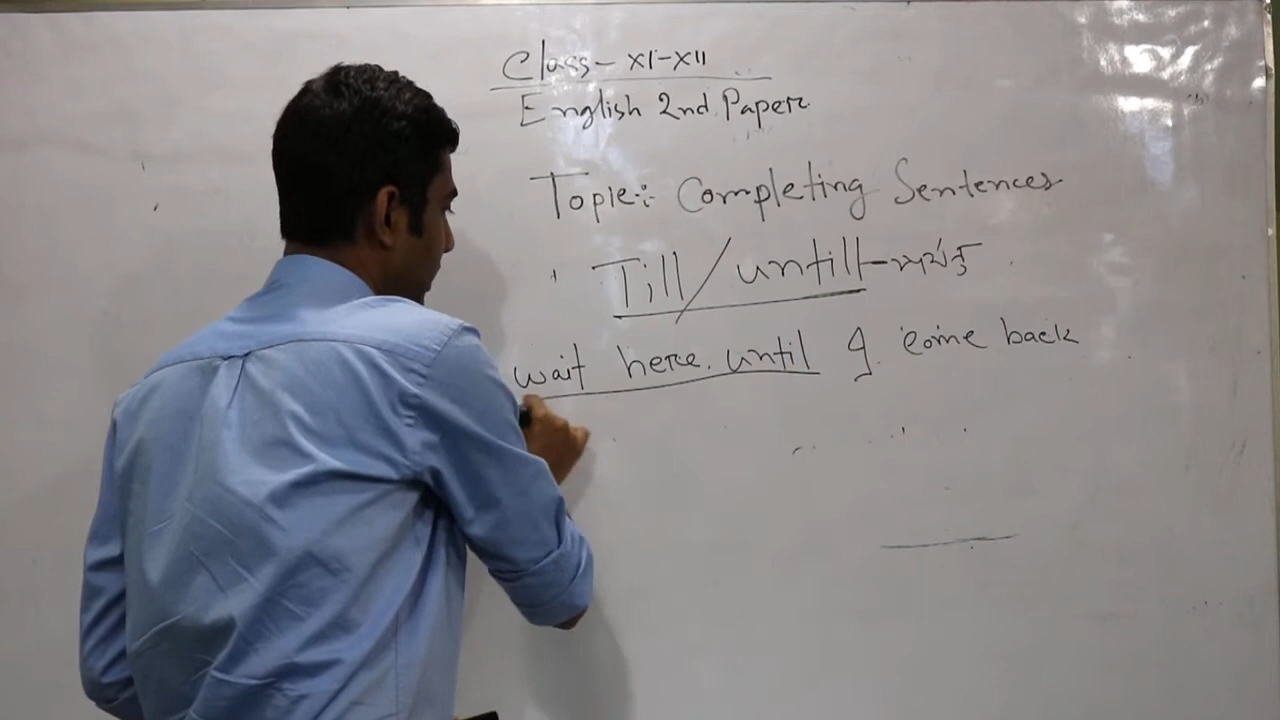 Class- XI-XII
English 2nd Paper
Topic: Completing Sentences
Till/untill-পর্যন্ত
wait here. until I come back